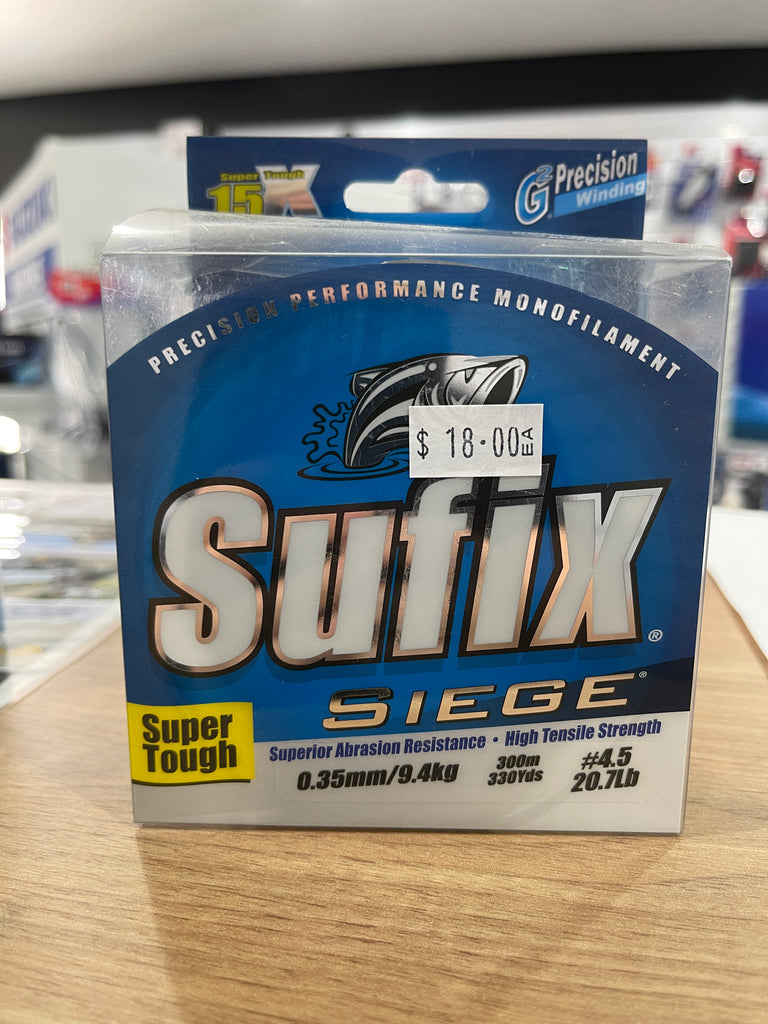 Super Tough
15X
G2 Precision
Winding
PRECISION PERFORMANCE MONOFILAMENT
$ 18.00 EA
Sufix®
SIEGE®
Super
Tough
Superior Abrasion Resistance • High Tensile Strength
0.35mm/9.4kg
300m
330Yds
#4.5
20.7Lb